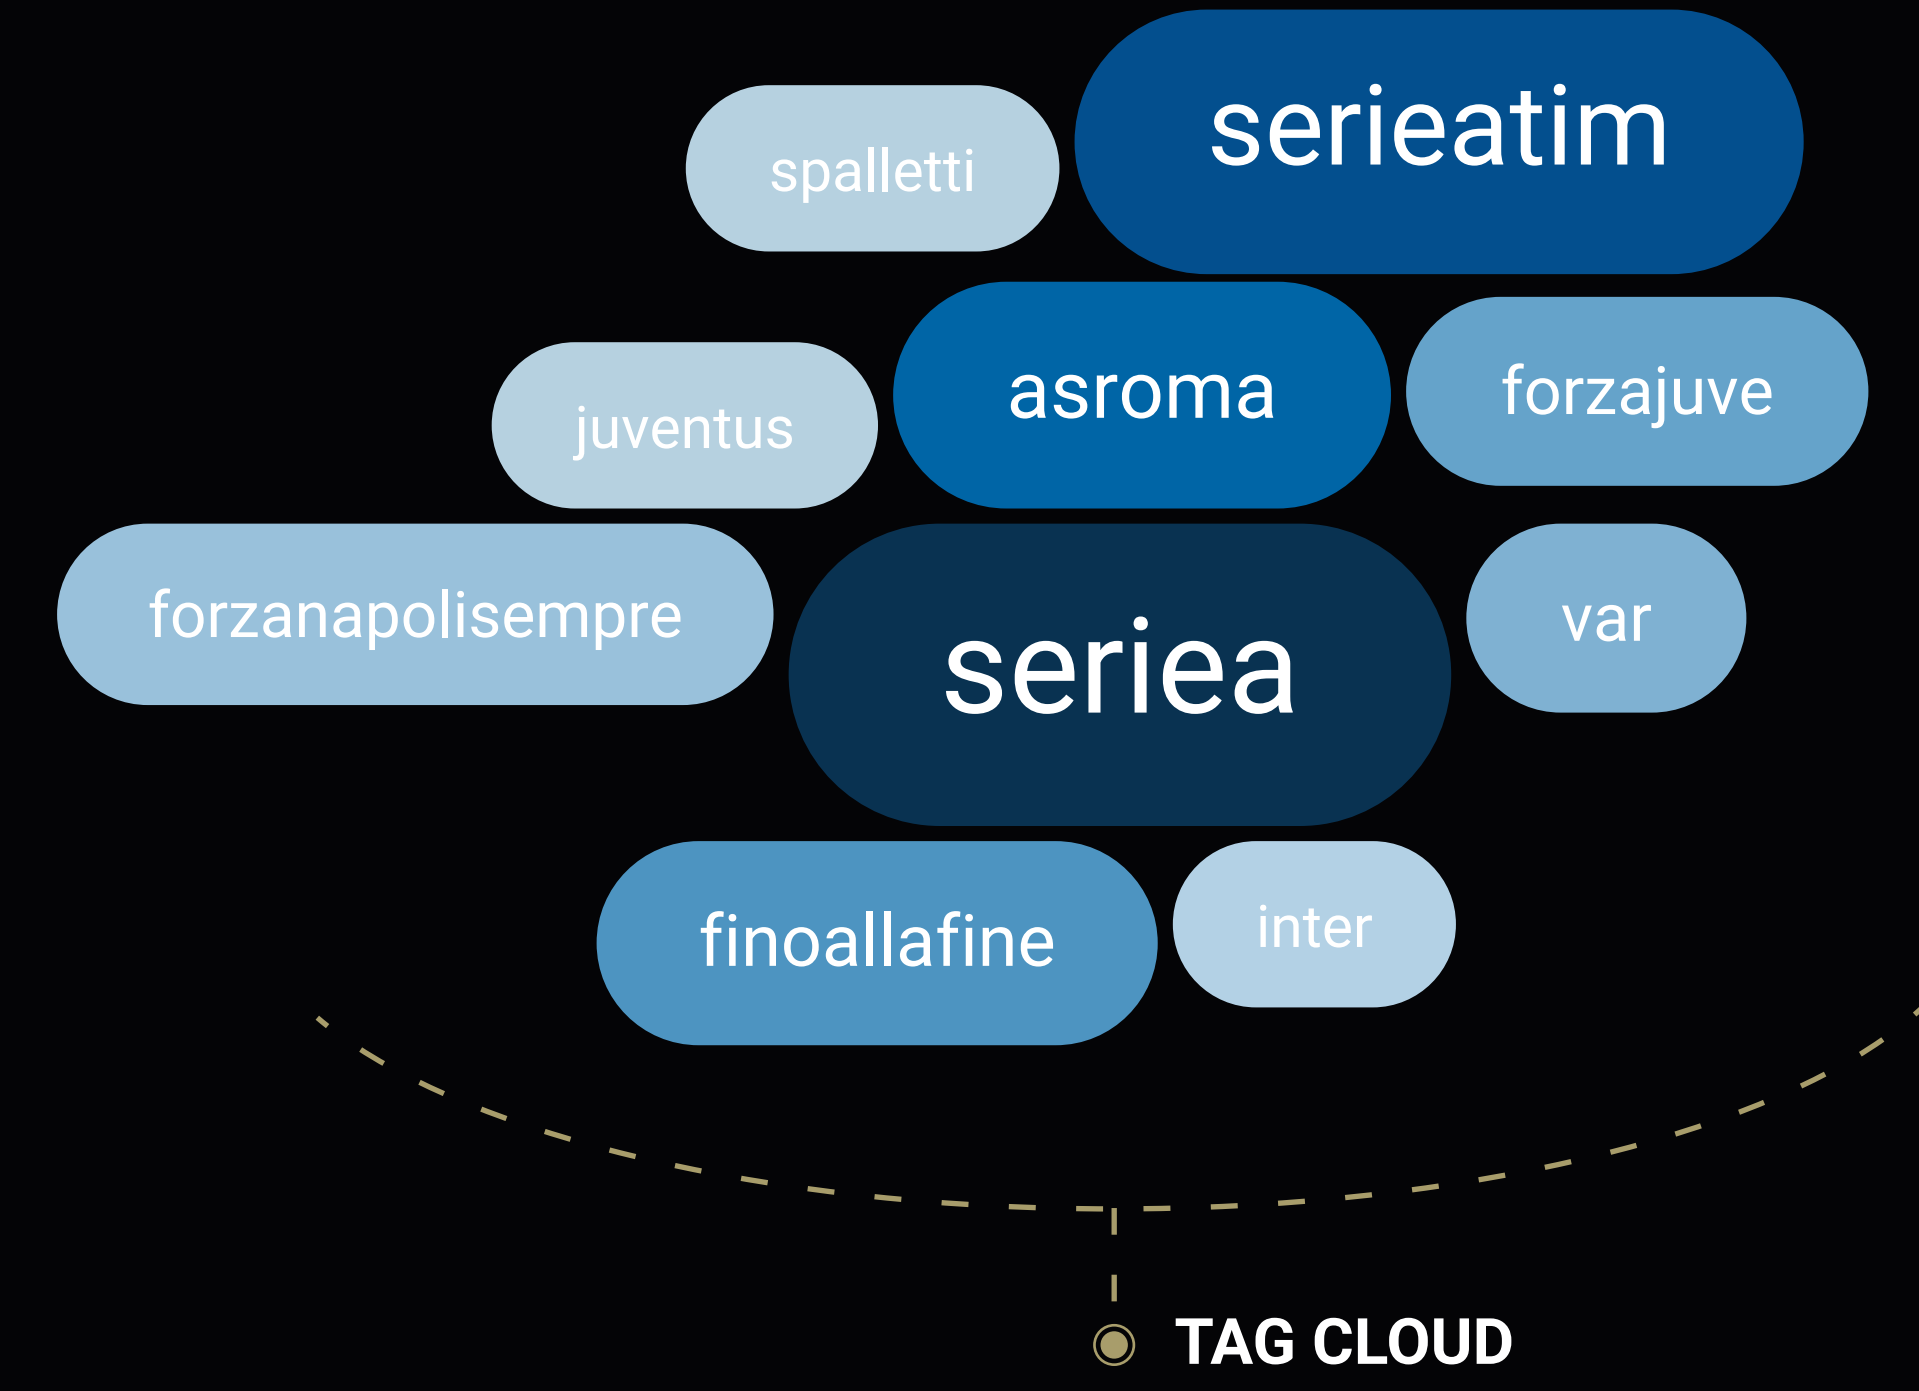 serieatim
spalletti
asroma
forzajuve
juventus
forzanapolisempre
seriea
var
finoallafine
inter
TAG CLOUD